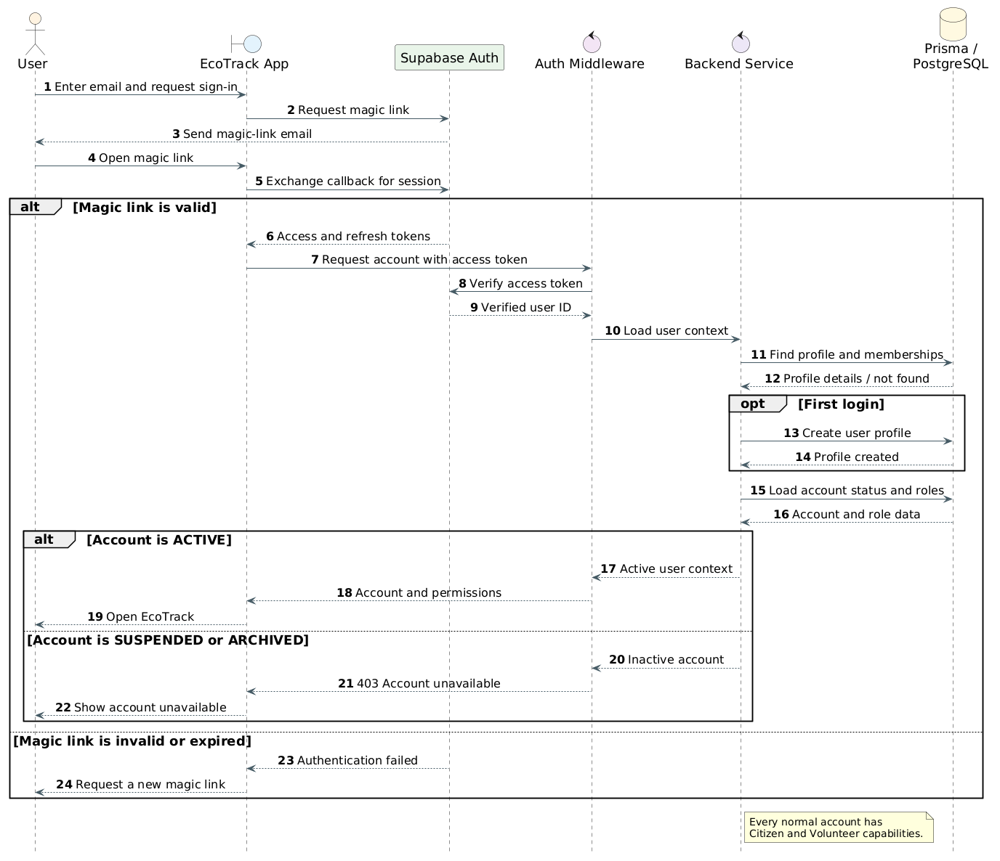 User
EcoTrack App
Supabase Auth
Auth Middleware
Backend Service
Prisma /
PostgreSQL
1 Enter email and request sign-in
2 Request magic link
3 Send magic-link email
4 Open magic link
5 Exchange callback for session
alt [Magic link is valid]
6 Access and refresh tokens
7 Request account with access token
8 Verify access token
9 Verified user ID
10 Load user context
11 Find profile and memberships
12 Profile details / not found
opt [First login]
13 Create user profile
14 Profile created
15 Load account status and roles
16 Account and role data
alt [Account is ACTIVE]
17 Active user context
18 Account and permissions
19 Open EcoTrack
[Account is SUSPENDED or ARCHIVED]
20 Inactive account
21 403 Account unavailable
22 Show account unavailable
[Magic link is invalid or expired]
23 Authentication failed
24 Request a new magic link
Every normal account has
Citizen and Volunteer capabilities.